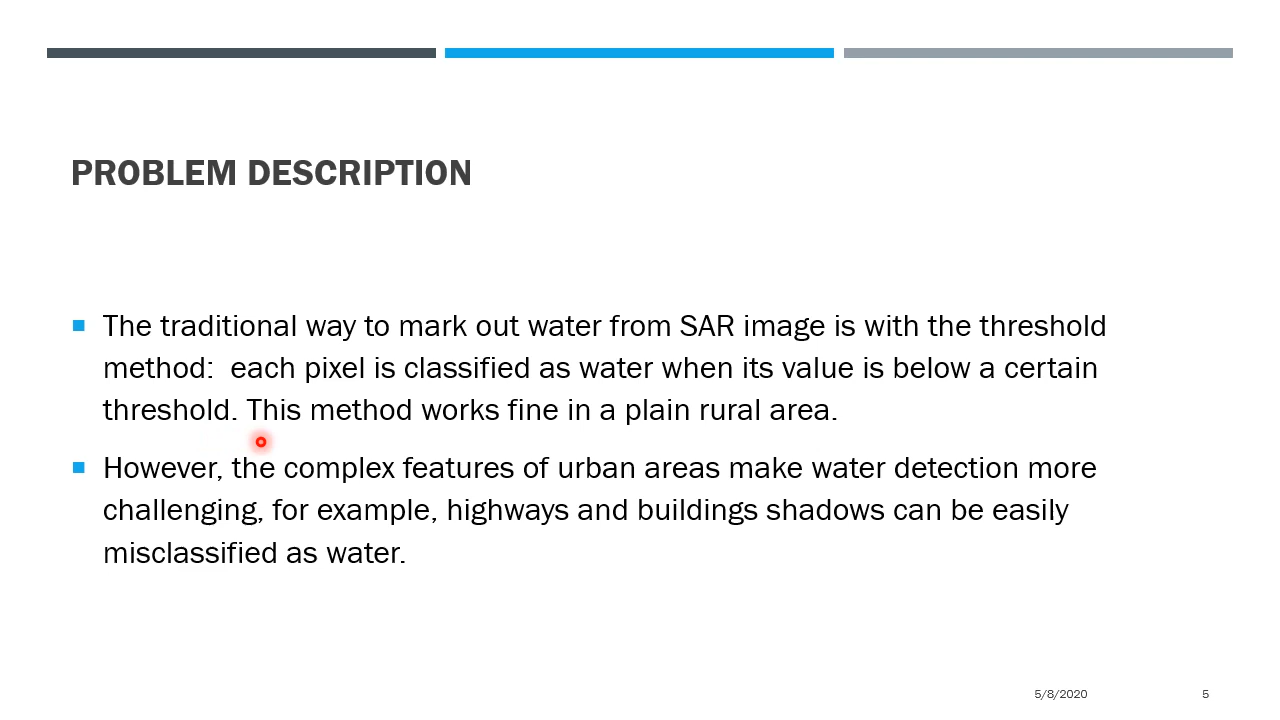 PROBLEM DESCRIPTION
The traditional way to mark out water from SAR image is with the threshold
method:  each pixel is classified as water when its value is below a certain
threshold. This method works fine in a plain rural area.
However, the complex features of urban areas make water detection more
challenging, for example, highways and buildings shadows can be easily
misclassified as water.
5/8/2020
5